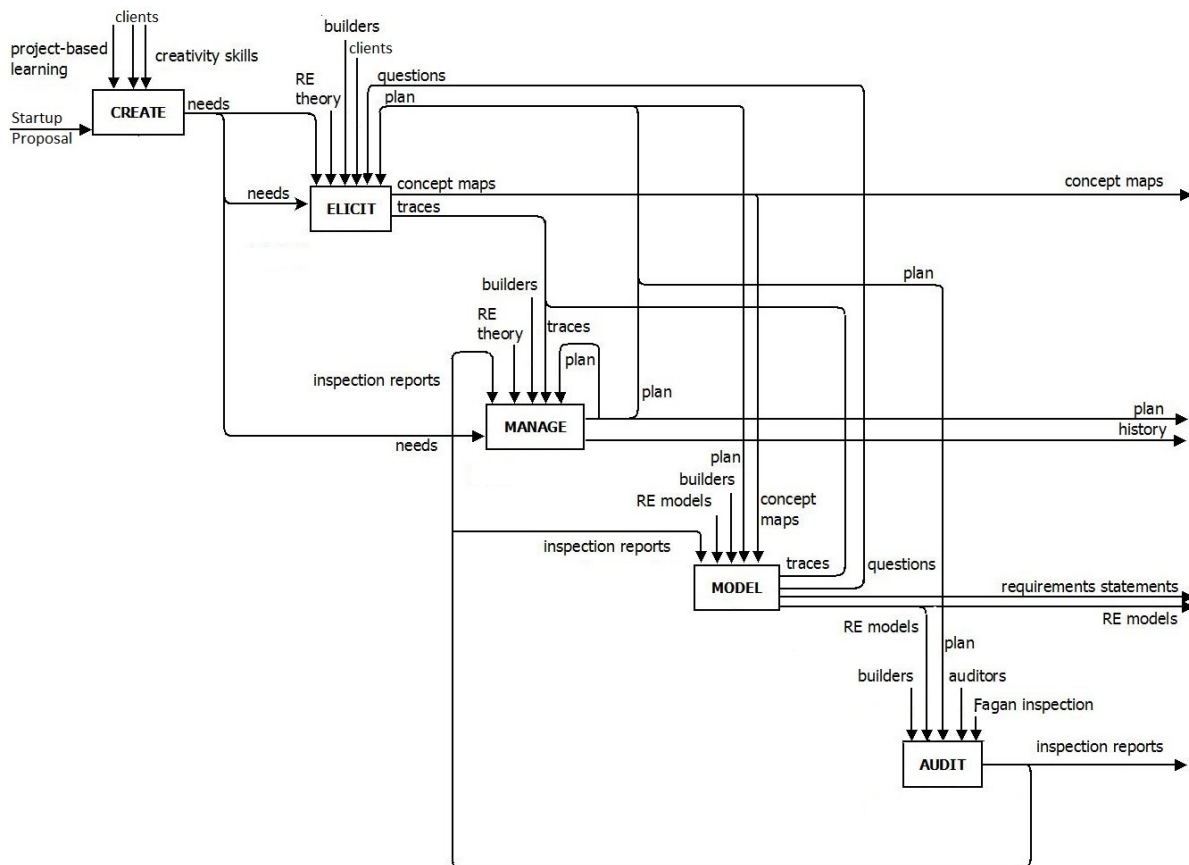 clients
project-based
learning
creativity skills
builders
clients
RE
theory
questions
plan
CREATE
needs
Startup
Proposal
needs
concept maps
concept maps
ELICIT
traces
builders
plan
RE
theory
traces
plan
inspection reports
plan
MANAGE
plan
history
needs
plan
builders
RE models
concept
maps
inspection reports
traces
questions
MODEL
requirements statements
RE models
RE models
plan
builders
auditors
Fagan inspection
inspection reports
AUDIT